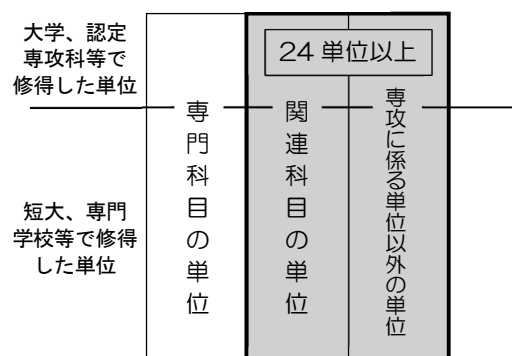 大学、認定
専攻科等で
修得した単位
24 単位以上
専門科目の単位
関連科目の単位
専攻に係る単位以外の単位
短大、専門
学校等で修得
した単位